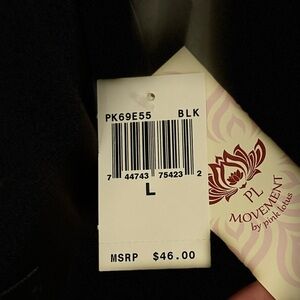 PK69E55 BLK
7 44743 75423 2
L
MSRP $46.00
PL
MOVEMENT
by pink lotus